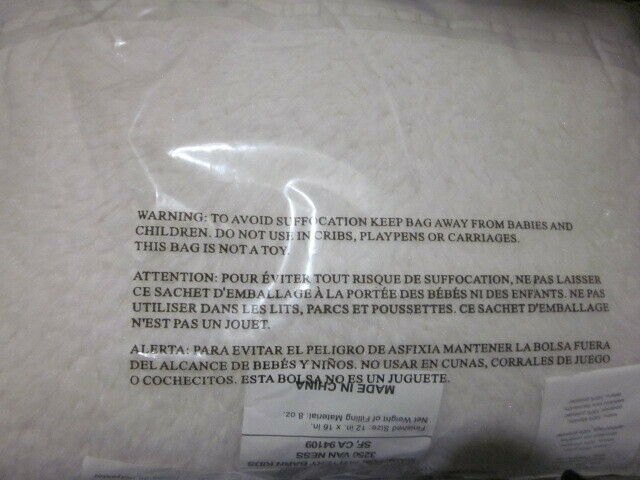 WARNING: TO AVOID SUFFOCATION KEEP BAG AWAY FROM BABIES AND
CHILDREN. DO NOT USE IN CRIBS, PLAYPENS OR CARRIAGES.
THIS BAG IS NOT A TOY.
ATTENTION: POUR ÉVITER TOUT RISQUE DE SUFFOCATION, NE PAS LAISSER
CE SACHET D'EMBALLAGE À LA PORTÉE DES BÉBÉS NI DES ENFANTS. NE PAS
UTILISER DANS LES LITS, PARCS ET POUSSETTES. CE SACHET D'EMBALLAGE
N'EST PAS UN JOUET.
ALERTA: PARA EVITAR EL PELIGRO DE ASFIXIA MANTENER LA BOLSA FUERA
DEL ALCANCE DE BEBÉS Y NIÑOS. NO USAR EN CUNAS, CORRALES DE JUEGO
O COCHECITOS. ESTA BOLSA NO ES UN JUGUETE.
POTTERY BARN KIDS
3250 VAN NESS
SF, CA 94109
Finished Size: 12 in. x 16 in.
Net Weight of Filling Material: 8 oz.
MADE IN CHINA